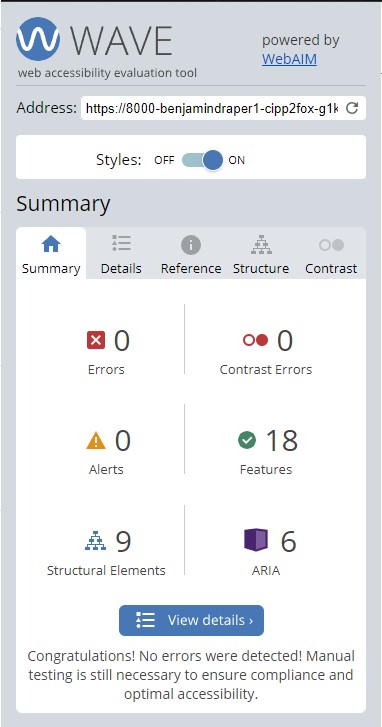 WAVE
web accessibility evaluation tool
powered by
WebAIM
Address: https://8000-benjamindraper1-cipp2fox-g1k
Styles: OFF ON
Summary
Summary Details Reference Structure Contrast
0 0
Errors Contrast Errors
0 18
Alerts Features
9 6
Structural Elements ARIA
View details ›
Congratulations! No errors were detected! Manual
testing is still necessary to ensure compliance and
optimal accessibility.